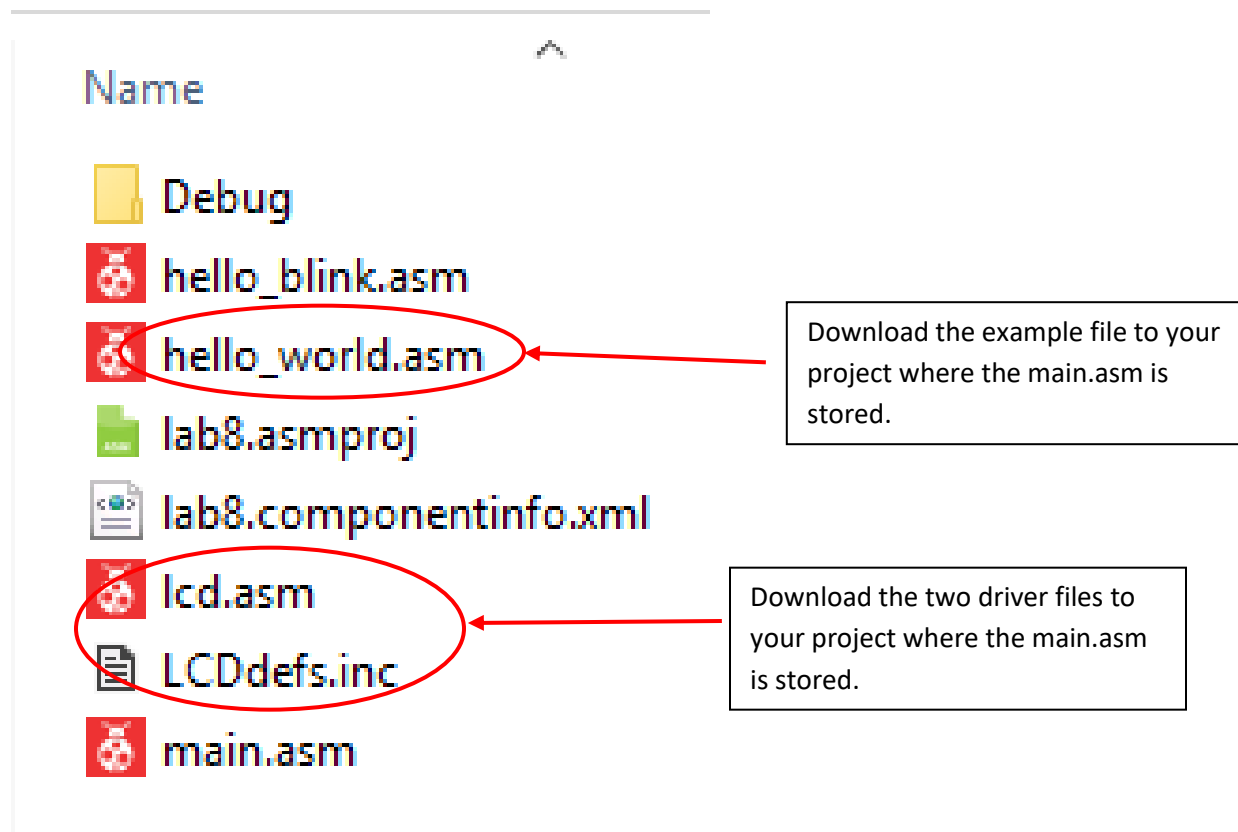 Name
Debug
hello_blink.asm
hello_world.asm
Download the example file to your
project where the main.asm is
stored.
lab8.asmproj
lab8.componentinfo.xml
lcd.asm
LCDdefs.inc
Download the two driver files to
your project where the main.asm
is stored.
main.asm